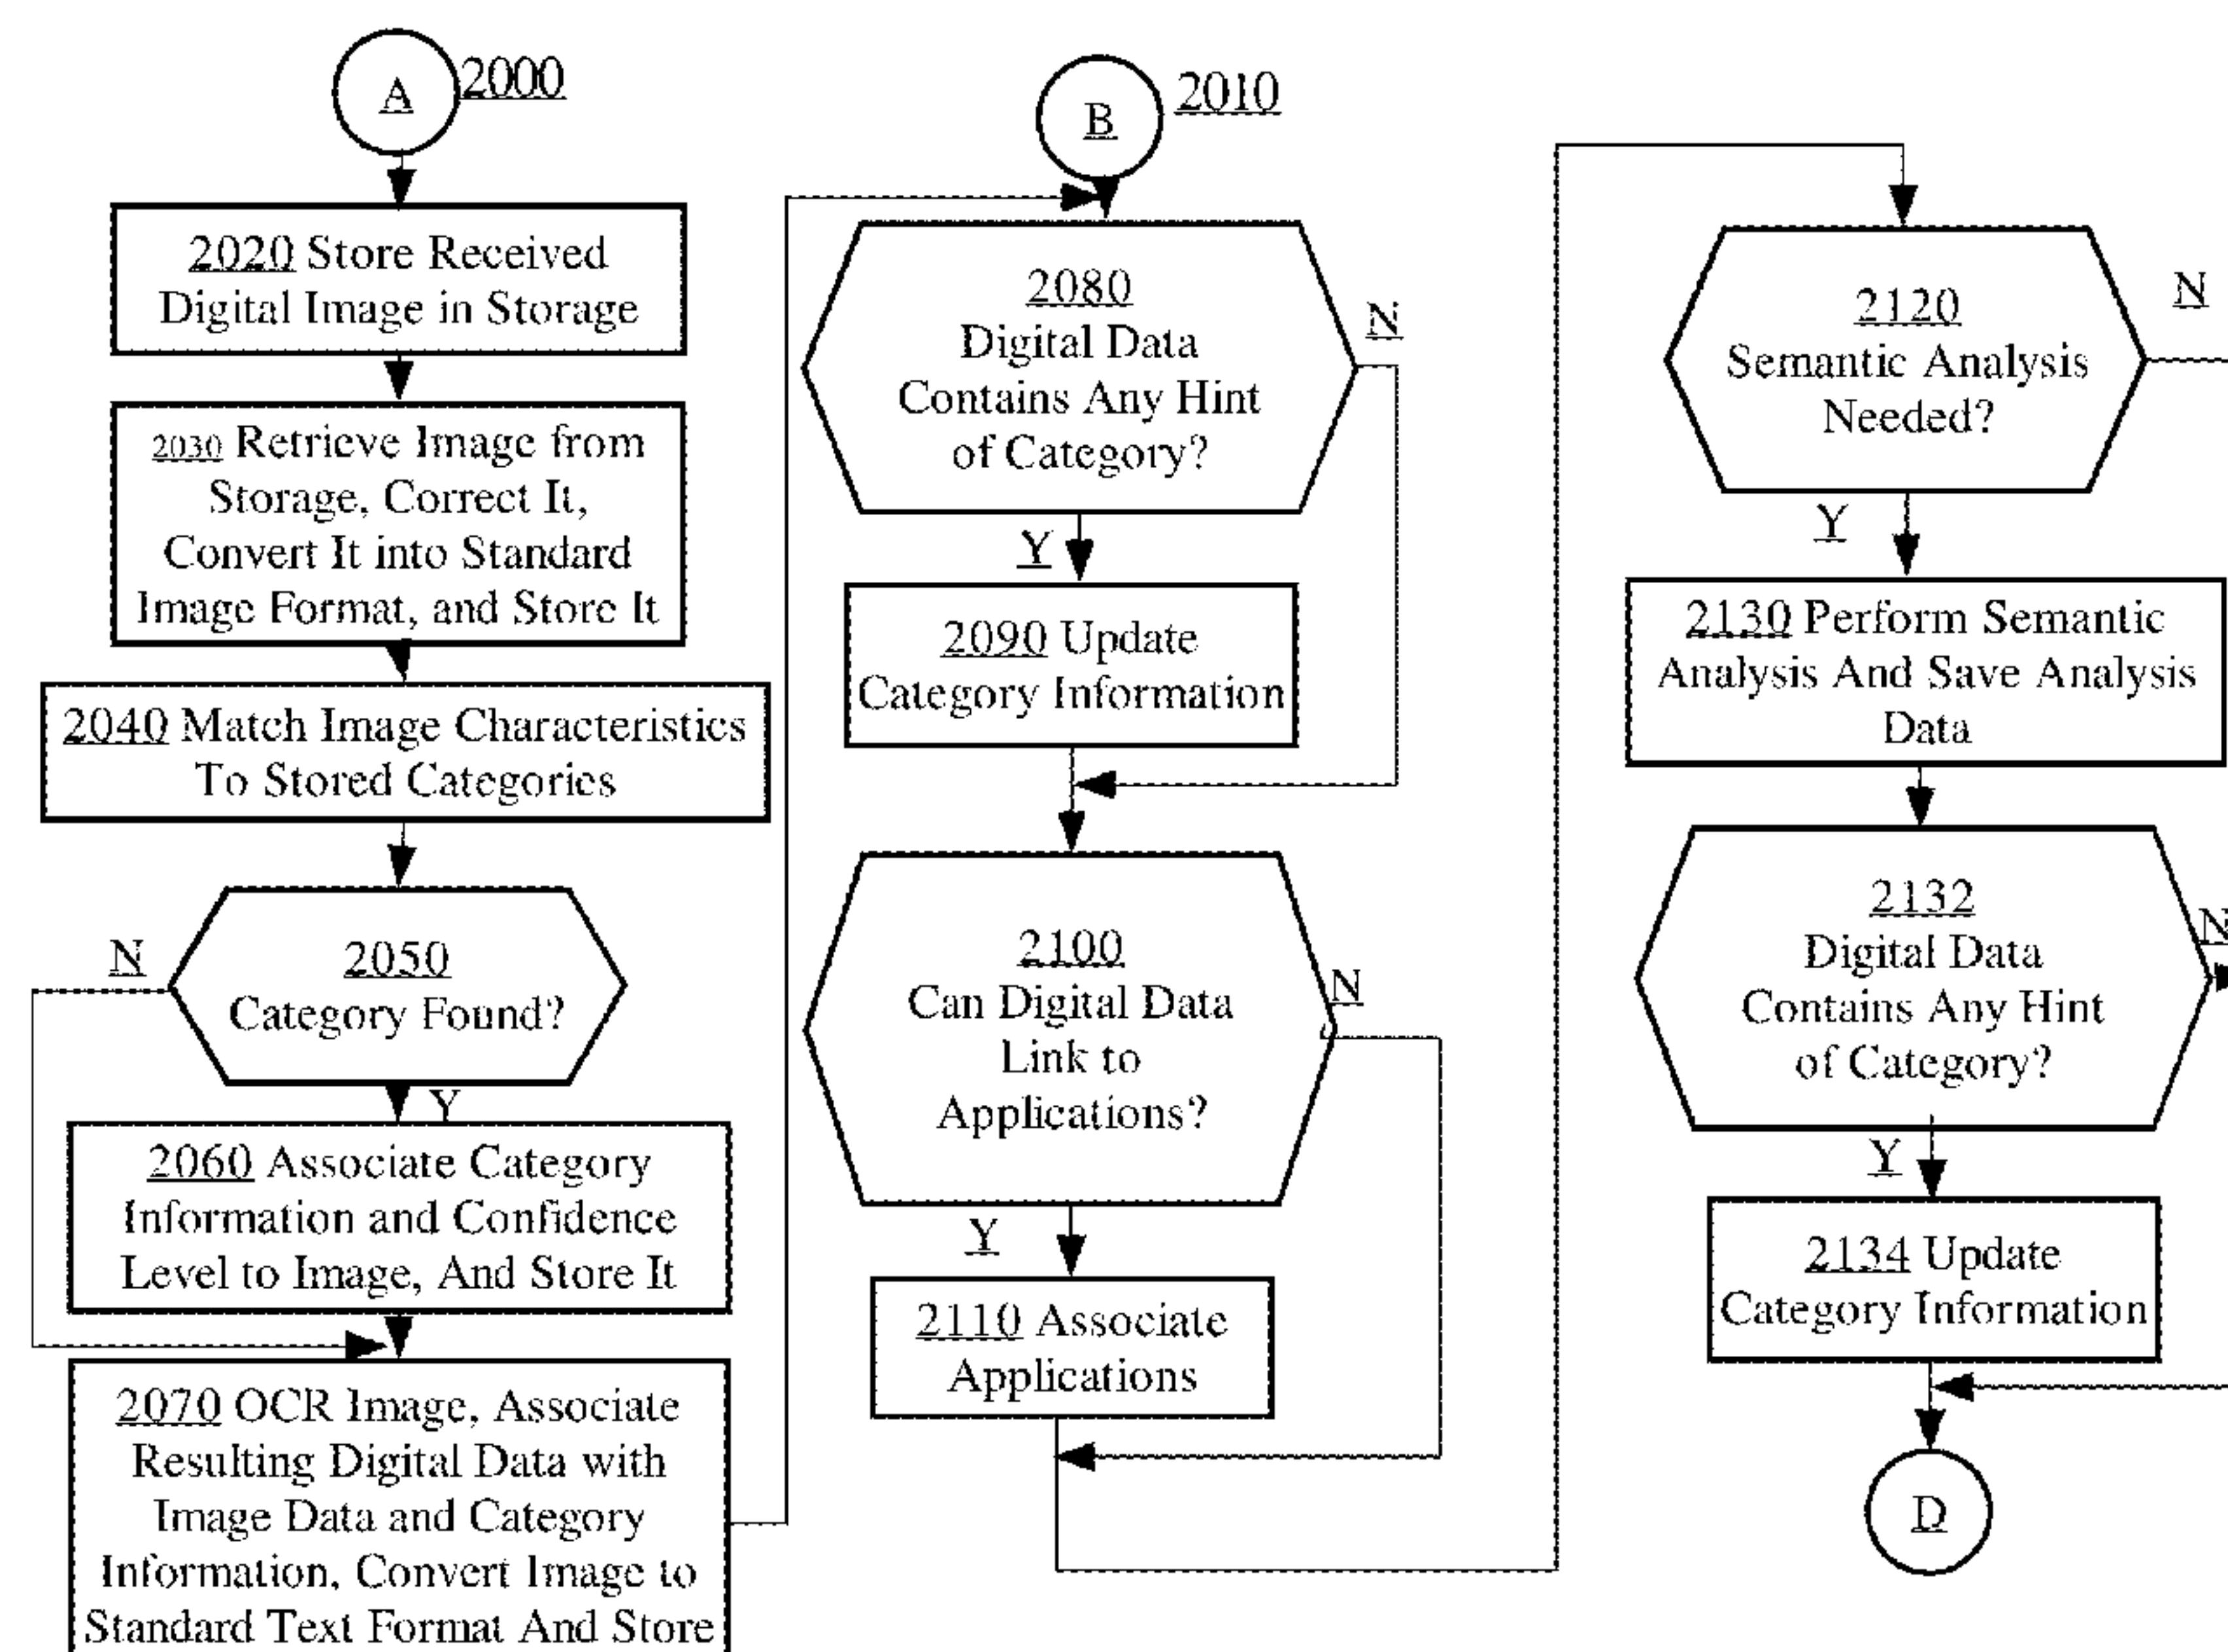 A 2000
2020 Store Received
Digital Image in Storage
2030 Retrieve Image from
Storage, Correct It,
Convert It into Standard
Image Format, and Store It
2040 Match Image Characteristics
To Stored Categories
N
2050
Category Found?
Y
2060 Associate Category
Information and Confidence
Level to Image, And Store It
2070 OCR Image, Associate
Resulting Digital Data with
Image Data and Category
Information, Convert Image to
Standard Text Format And Store
B 2010
2080
Digital Data
Contains Any Hint
of Category?
N
Y
2090 Update
Category Information
2100
Can Digital Data
Link to
Applications?
N
Y
2110 Associate
Applications
2120
Semantic Analysis
Needed?
N
Y
2130 Perform Semantic
Analysis And Save Analysis
Data
2132
Digital Data
Contains Any Hint
of Category?
N
Y
2134 Update
Category Information
D